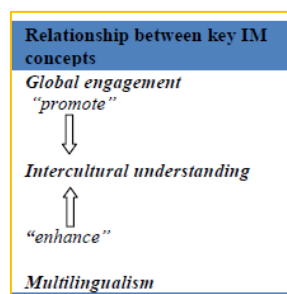 Relationship between key IM
concepts
Global engagement
“promote”
Intercultural understanding
“enhance”
Multilingualism